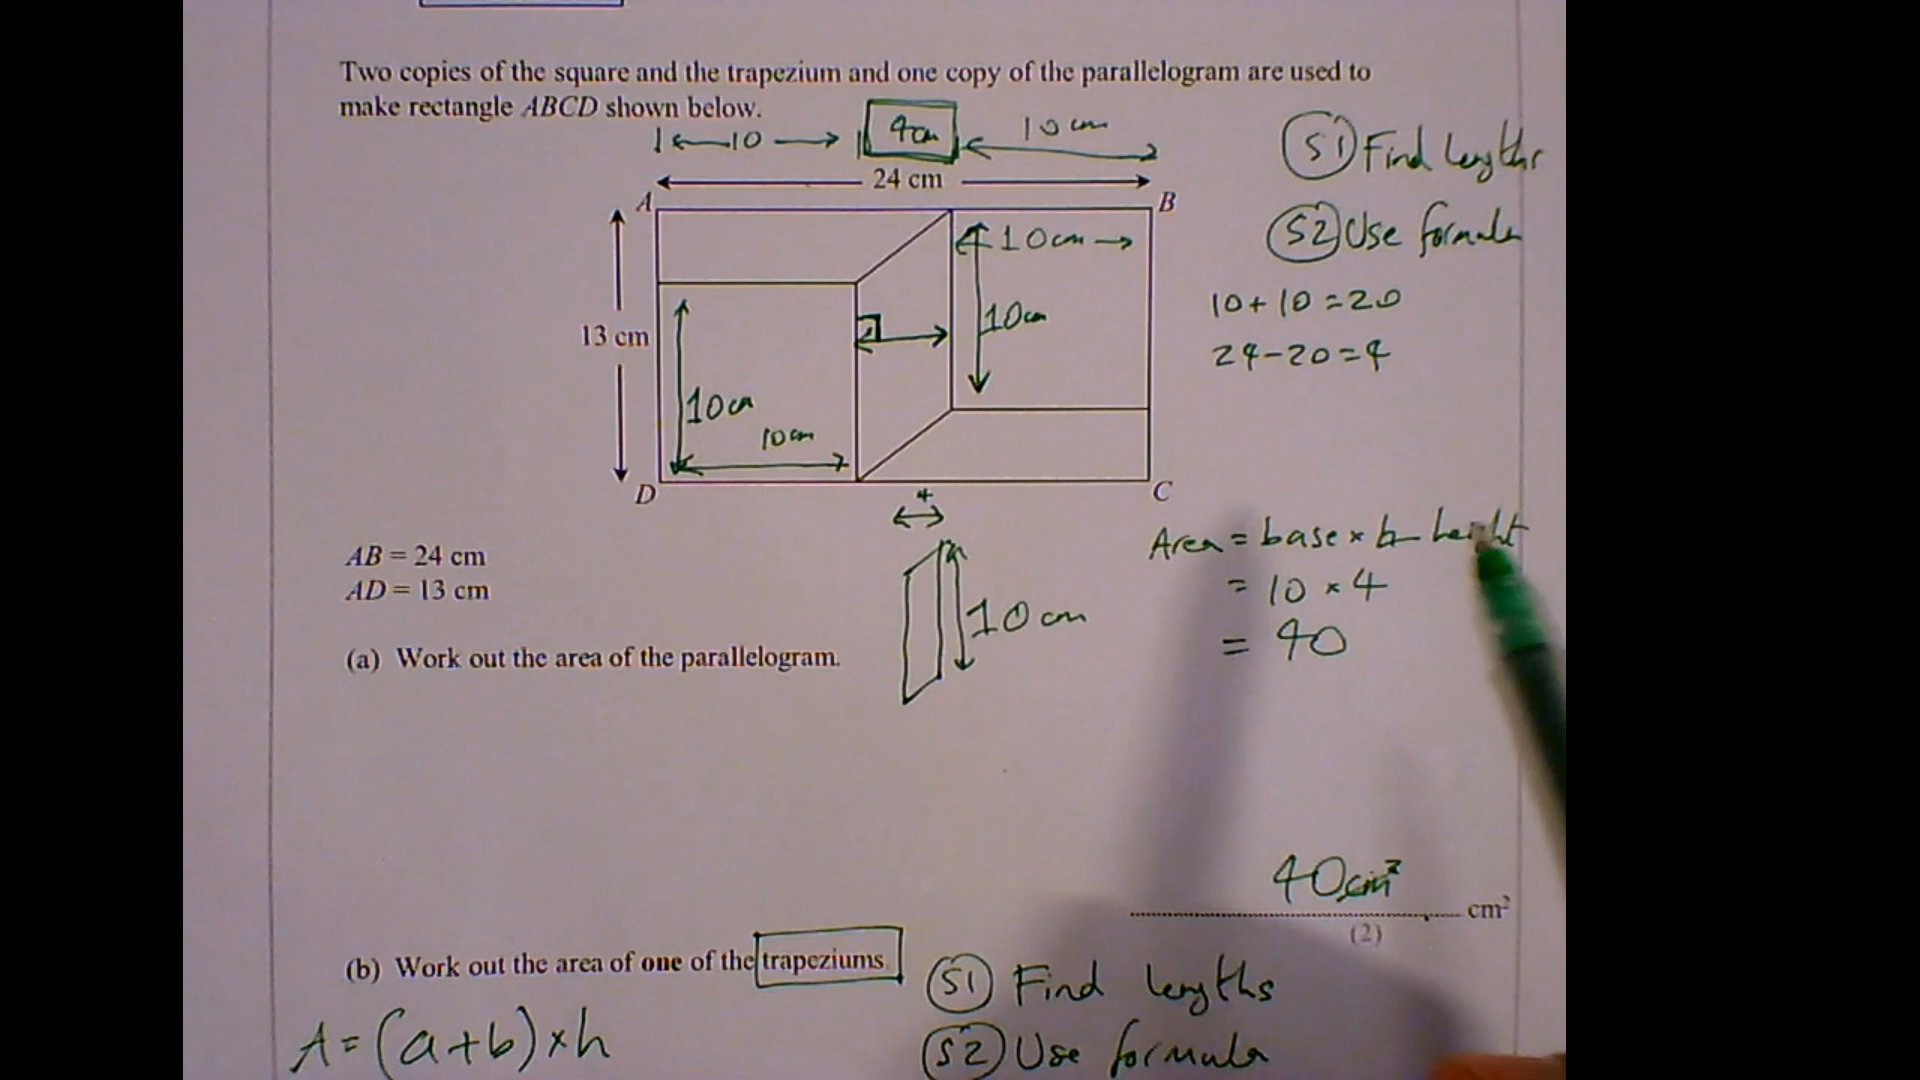 Two copies of the square and the trapezium and one copy of the parallelogram are used to
make rectangle ABCD shown below.
10
4cm
10 cm
24 cm
A
B
13 cm
10cm
10cm
10cm
10cm
D
C
4
S1 Find lengths
S2 Use formula
10 + 10 = 20
24 - 20 = 4
AB = 24 cm
AD = 13 cm
10 cm
Area = base × height
= 10 × 4
= 40
(a) Work out the area of the parallelogram.
40cm²
cm²
(2)
(b) Work out the area of one of the trapeziums.
S1 Find lengths
S2 Use formula
A = (a+b) × h